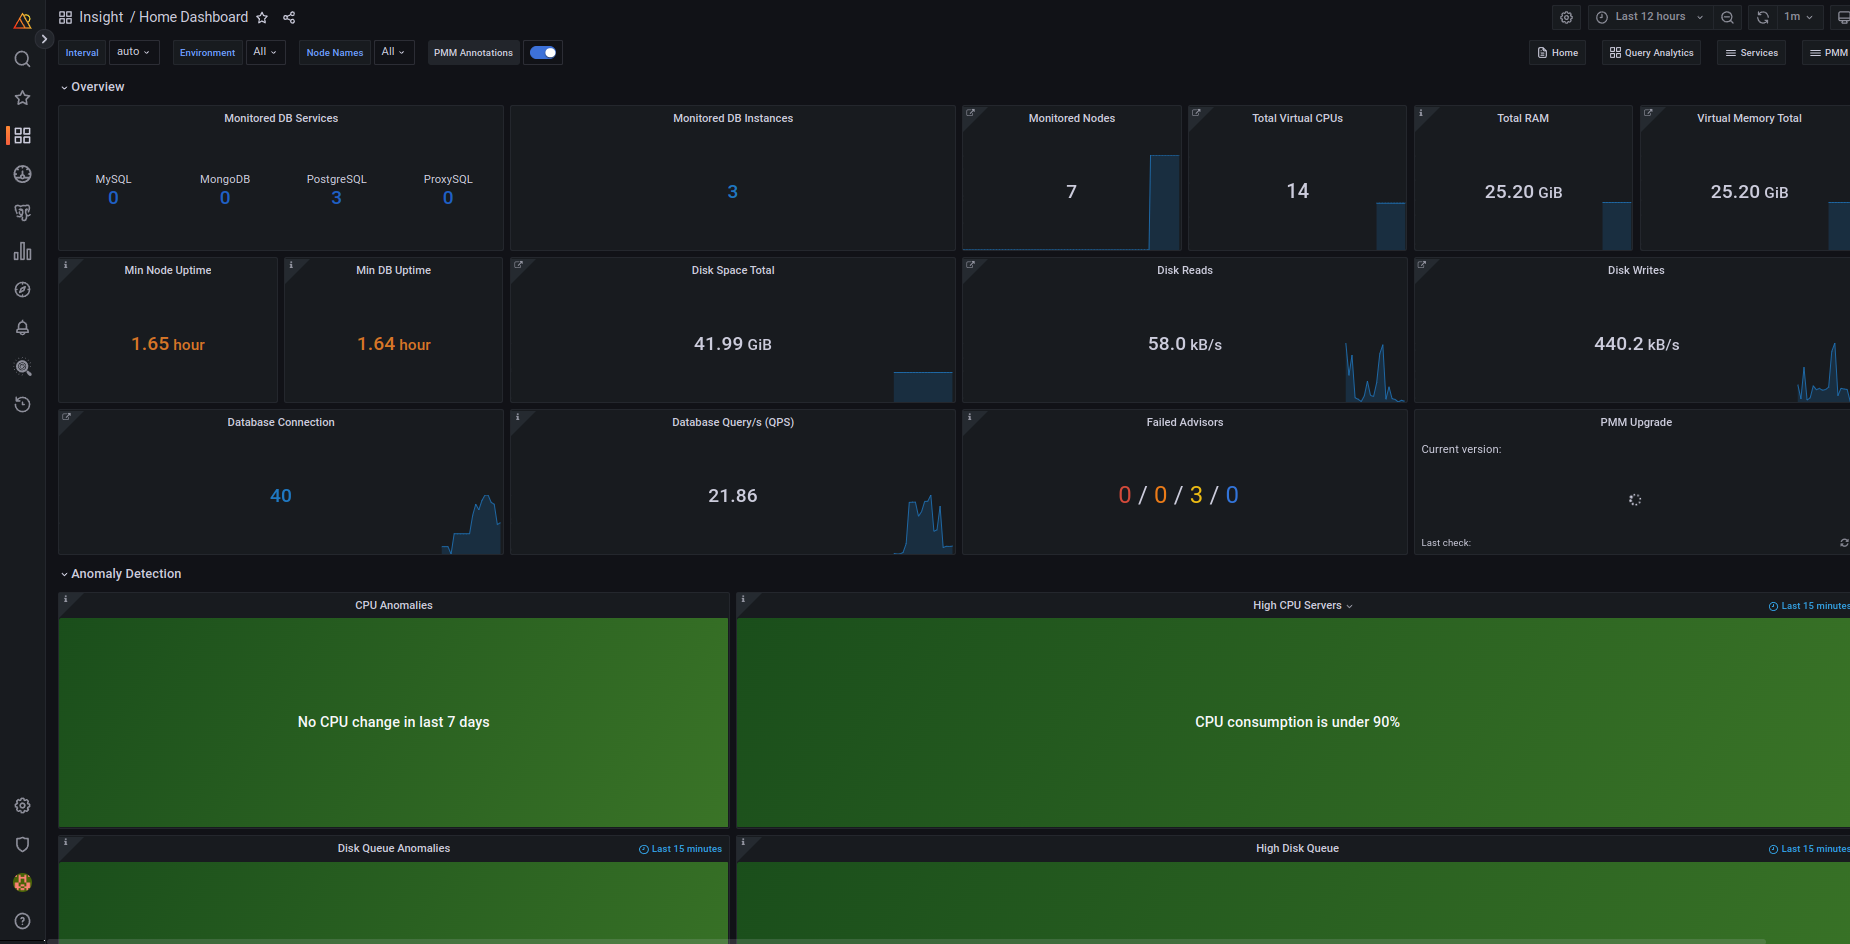 Insight / Home Dashboard
Last 12 hours
1m
Interval
auto
Environment
All
Node Names
All
PMM Annotations
Home
Query Analytics
Services
PMM
Overview
Monitored DB Services
MySQL
0
MongoDB
0
PostgreSQL
3
ProxySQL
0
Monitored DB Instances
3
Monitored Nodes
7
Total Virtual CPUs
14
Total RAM
25.20 GiB
Virtual Memory Total
25.20 GiB
Min Node Uptime
1.65 hour
Min DB Uptime
1.64 hour
Disk Space Total
41.99 GiB
Disk Reads
58.0 kB/s
Disk Writes
440.2 kB/s
Database Connection
40
Database Query/s (QPS)
21.86
Failed Advisors
0 / 0 / 3 / 0
PMM Upgrade
Current version:
Last check:
Anomaly Detection
CPU Anomalies
No CPU change in last 7 days
High CPU Servers
Last 15 minutes
CPU consumption is under 90%
Disk Queue Anomalies
Last 15 minutes
High Disk Queue
Last 15 minutes